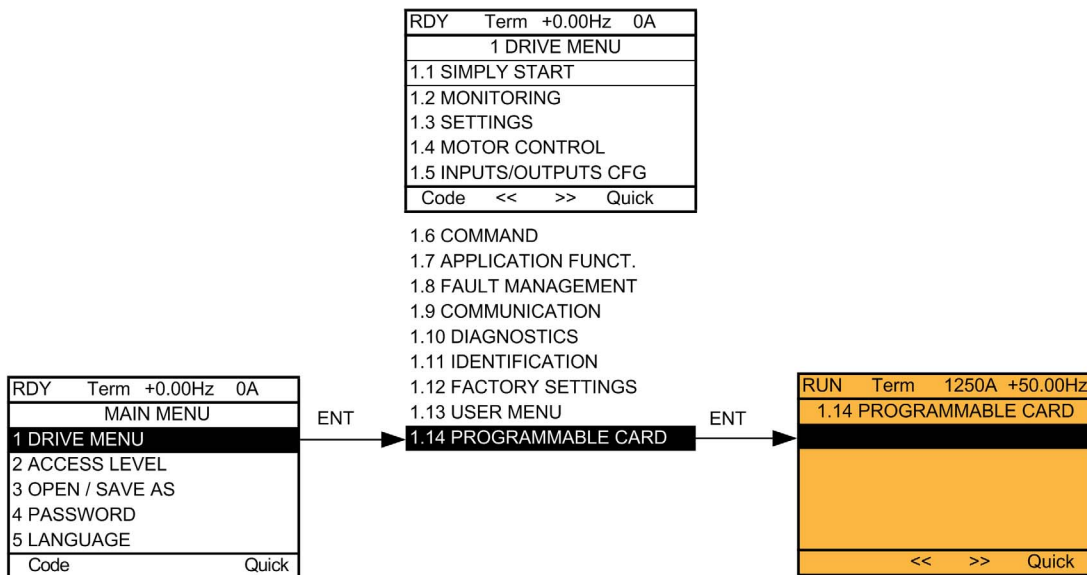 RDY Term +0.00Hz 0A
1 DRIVE MENU
1.1 SIMPLY START
1.2 MONITORING
1.3 SETTINGS
1.4 MOTOR CONTROL
1.5 INPUTS/OUTPUTS CFG
Code << >> Quick
1.6 COMMAND
1.7 APPLICATION FUNCT.
1.8 FAULT MANAGEMENT
1.9 COMMUNICATION
1.10 DIAGNOSTICS
1.11 IDENTIFICATION
1.12 FACTORY SETTINGS
1.13 USER MENU
1.14 PROGRAMMABLE CARD
RDY Term +0.00Hz 0A
MAIN MENU
1 DRIVE MENU
2 ACCESS LEVEL
3 OPEN / SAVE AS
4 PASSWORD
5 LANGUAGE
Code Quick
ENT
ENT
RUN Term 1250A +50.00Hz
1.14 PROGRAMMABLE CARD
<< >> Quick